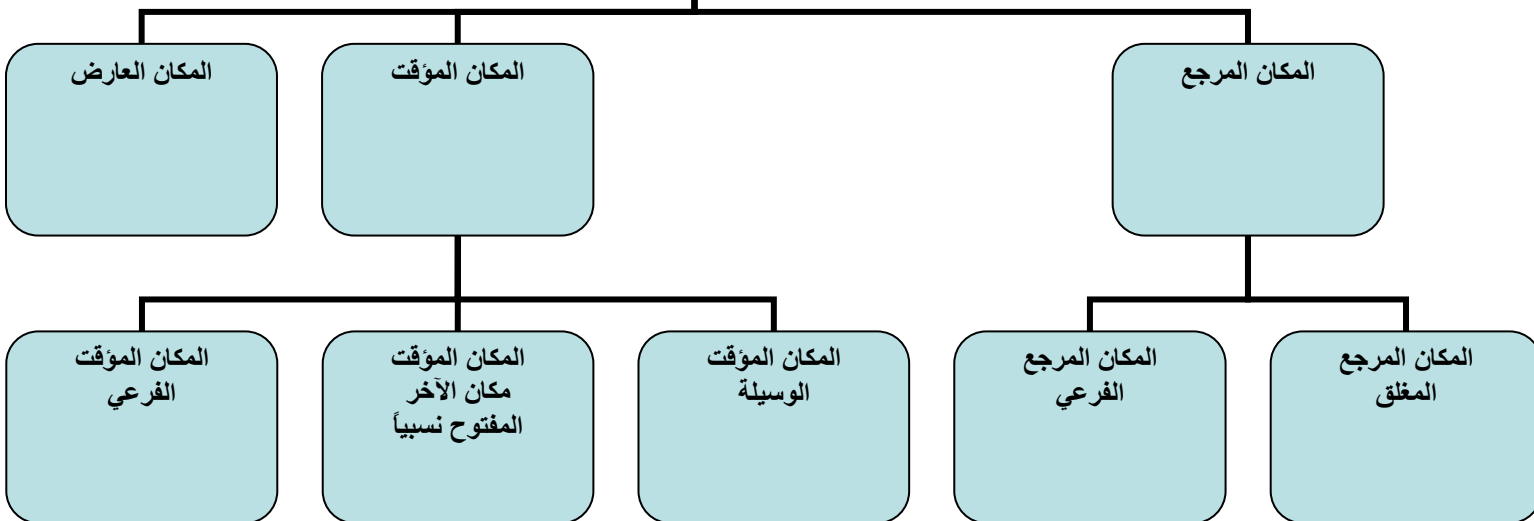 المكان المرجع
المكان المؤقت
المكان العارض
المكان المرجع
المغلق
المكان المرجع
الفرعي
المكان المؤقت
الوسيلة
المكان المؤقت
مكان الآخر
المفتوح نسبياً
المكان المؤقت
الفرعي